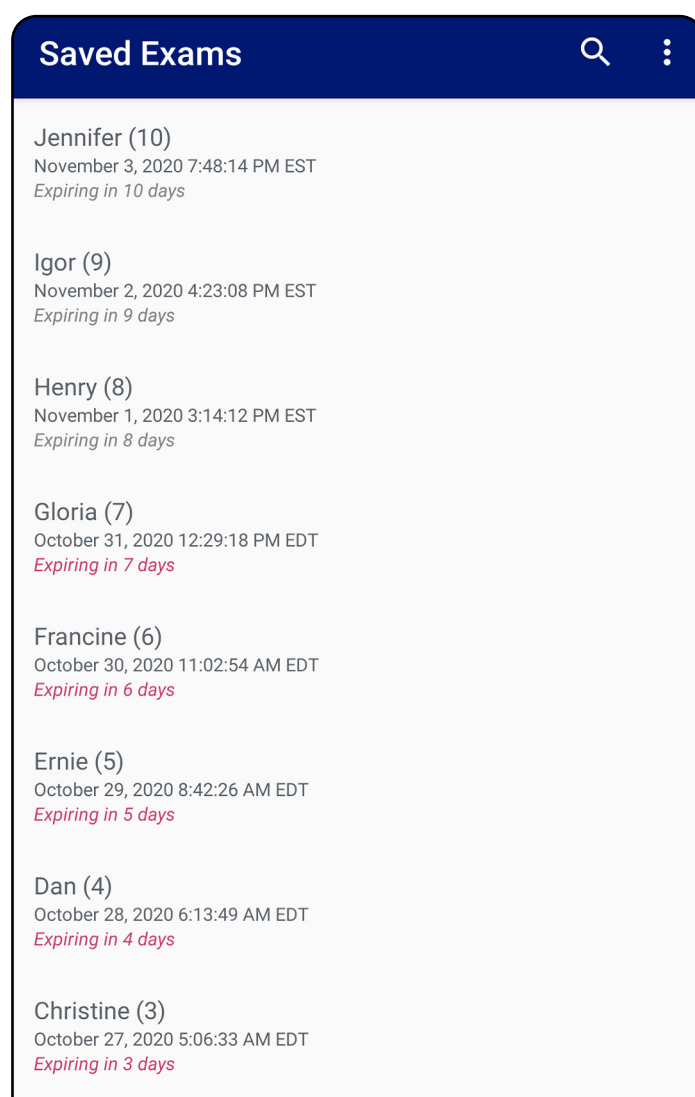 Saved Exams
Jennifer (10)
November 3, 2020 7:48:14 PM EST
Expiring in 10 days
Igor (9)
November 2, 2020 4:23:08 PM EST
Expiring in 9 days
Henry (8)
November 1, 2020 3:14:12 PM EST
Expiring in 8 days
Gloria (7)
October 31, 2020 12:29:18 PM EDT
Expiring in 7 days
Francine (6)
October 30, 2020 11:02:54 AM EDT
Expiring in 6 days
Ernie (5)
October 29, 2020 8:42:26 AM EDT
Expiring in 5 days
Dan (4)
October 28, 2020 6:13:49 AM EDT
Expiring in 4 days
Christine (3)
October 27, 2020 5:06:33 AM EDT
Expiring in 3 days